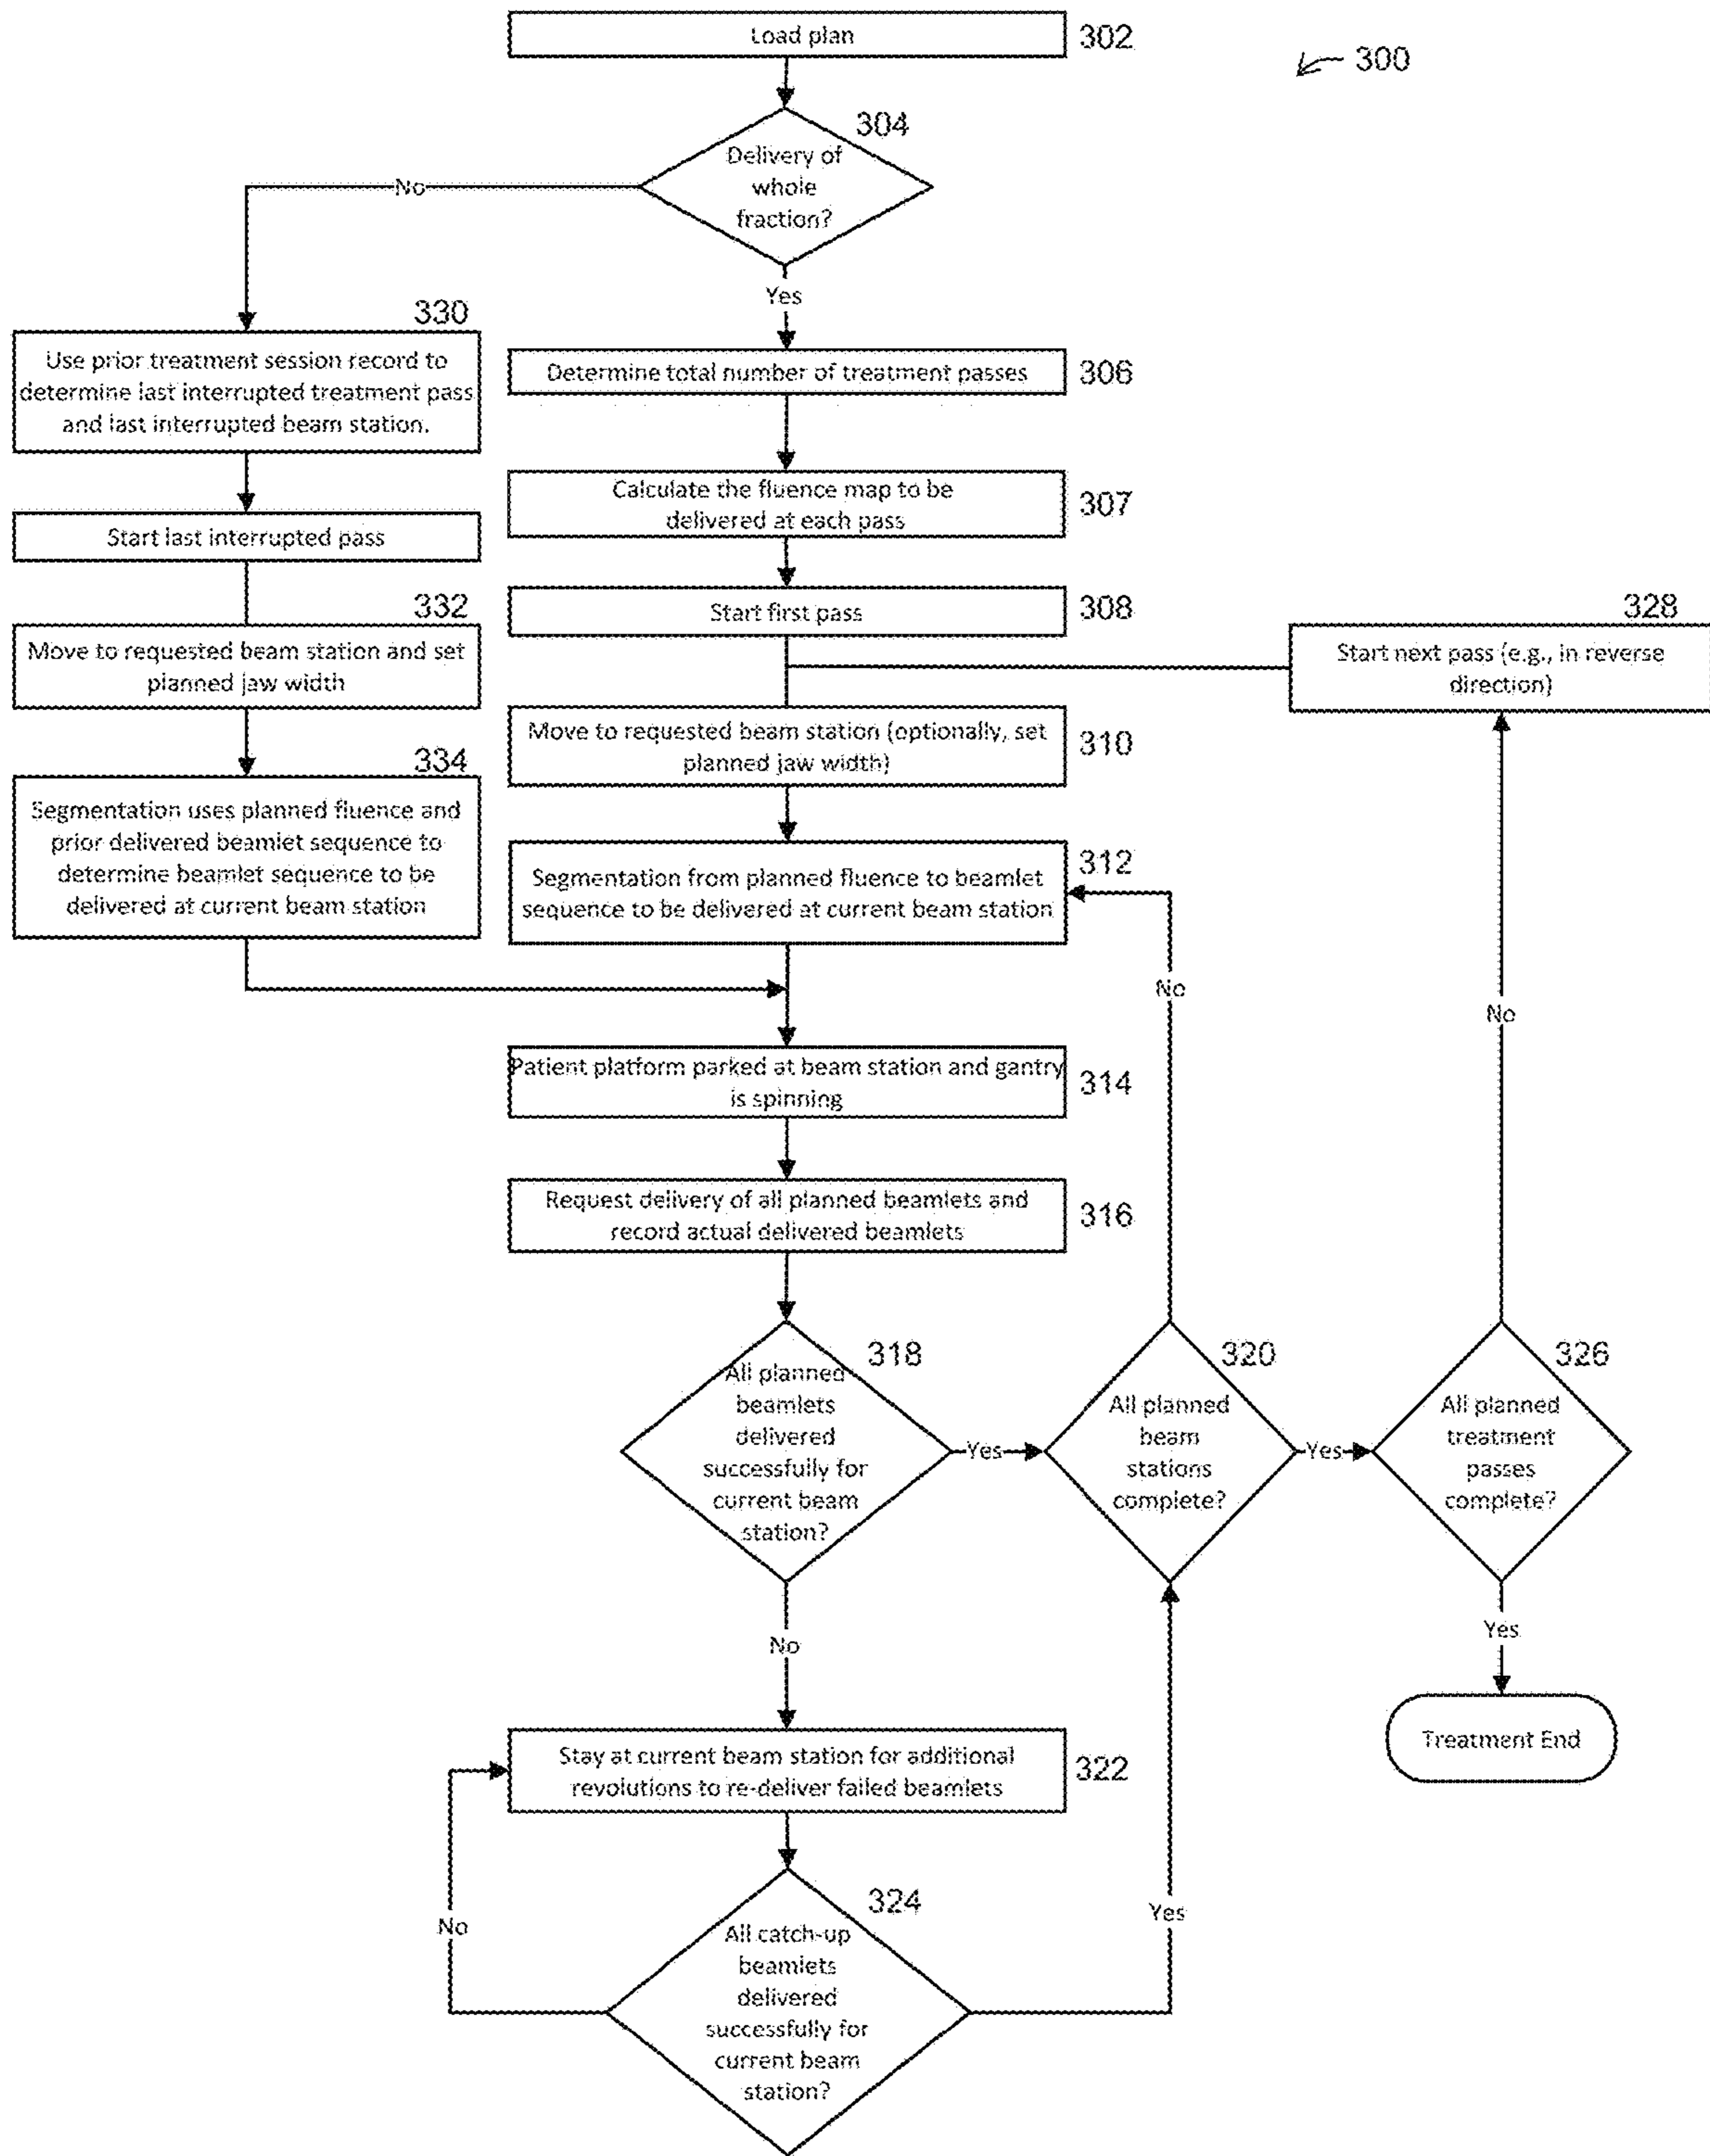 Load plan
302
300
304
Delivery of
whole
fraction?
No
Yes
330
Use prior treatment session record to
determine last interrupted treatment pass
and last interrupted beam station.
Determine total number of treatment passes
306
Calculate the fluence map to be
delivered at each pass
307
Start last interrupted pass
Start first pass
308
332
Move to requested beam station and set
planned jaw width
328
Start next pass (e.g., in reverse
direction)
Move to requested beam station (optionally, set
planned jaw width)
310
334
Segmentation uses planned fluence and
prior delivered beamlet sequence to
determine beamlet sequence to be
delivered at current beam station
312
Segmentation from planned fluence to beamlet
sequence to be delivered at current beam station
No
No
Patient platform parked at beam station and gantry
is spinning
314
Request delivery of all planned beamlets and
record actual delivered beamlets
316
318
All planned
beamlets
delivered
successfully for
current beam
station?
Yes
320
All planned
beam
stations
complete?
Yes
326
All planned
treatment
passes
complete?
No
Yes
Treatment End
Stay at current beam station for additional
revolutions to re-deliver failed beamlets
322
324
All catch-up
beamlets
delivered
successfully for
current beam
station?
No
Yes